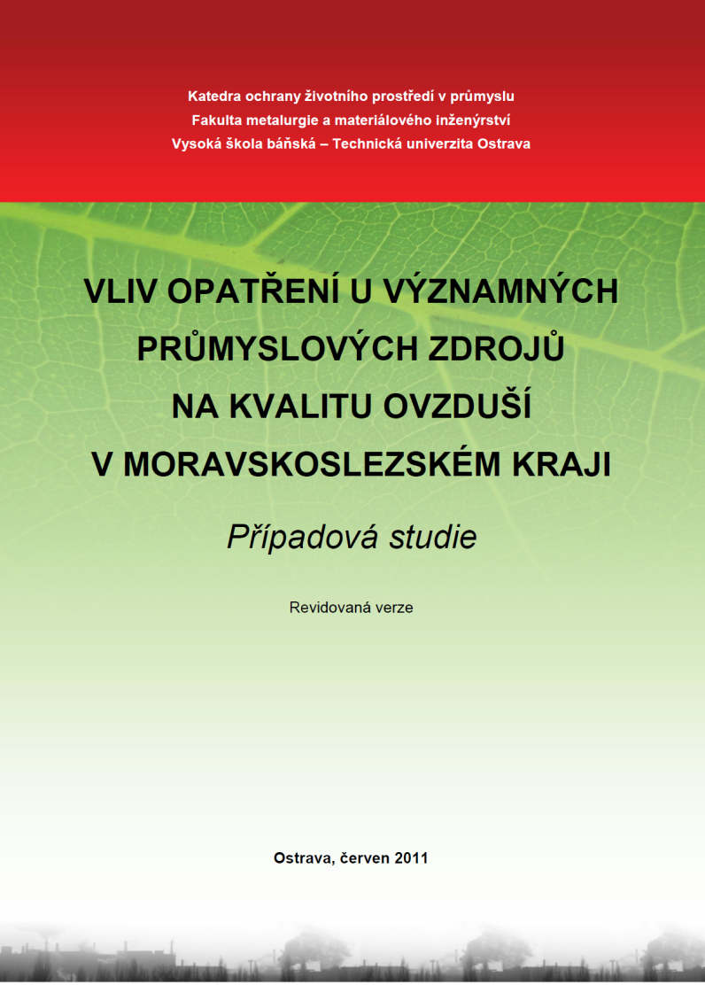 Katedra ochrany životního prostředí v průmyslu
Fakulta metalurgie a materiálového inženýrství
Vysoká škola báňská – Technická univerzita Ostrava
VLIV OPATŘENÍ U VÝZNAMNÝCH
PRŮMYSLOVÝCH ZDROJŮ
NA KVALITU OVZDUŠÍ
V MORAVSKOSLEZSKÉM KRAJI
Případová studie
Revidovaná verze
Ostrava, červen 2011